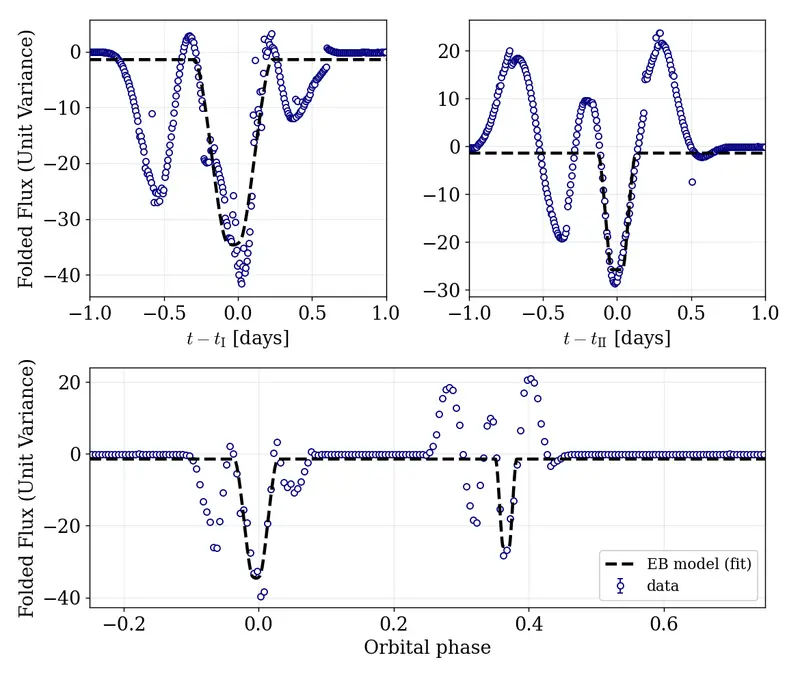 Folded Flux (Unit Variance)
0
−10
−20
−30
−40
−1.0 −0.5 0.0 0.5 1.0
t − t_I [days]
20
10
0
−10
−20
−30
−1.0 −0.5 0.0 0.5 1.0
t − t_II [days]
Folded Flux (Unit Variance)
20
0
−20
−40
EB model (fit)
data
−0.2 0.0 0.2 0.4 0.6
Orbital phase